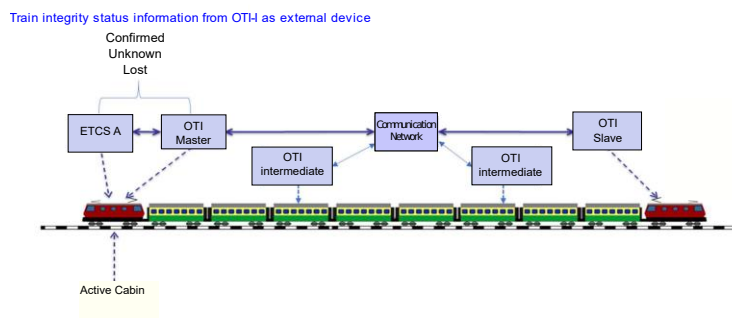 Train integrity status information from OTI-I as external device
Confirmed
Unknown
Lost
ETCS A
OTI
Master
Communication
Network
OTI
Slave
OTI
intermediate
OTI
intermediate
Active Cabin